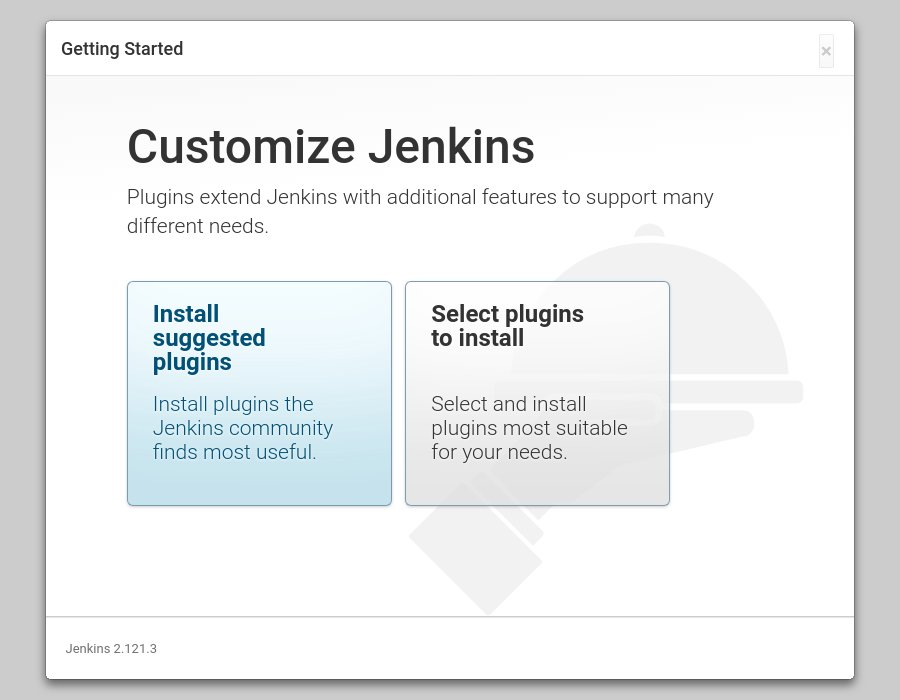 Getting Started
×
Customize Jenkins
Plugins extend Jenkins with additional features to support many
different needs.
Install
suggested
plugins
Install plugins the
Jenkins community
finds most useful.
Select plugins
to install
Select and install
plugins most suitable
for your needs.
Jenkins 2.121.3